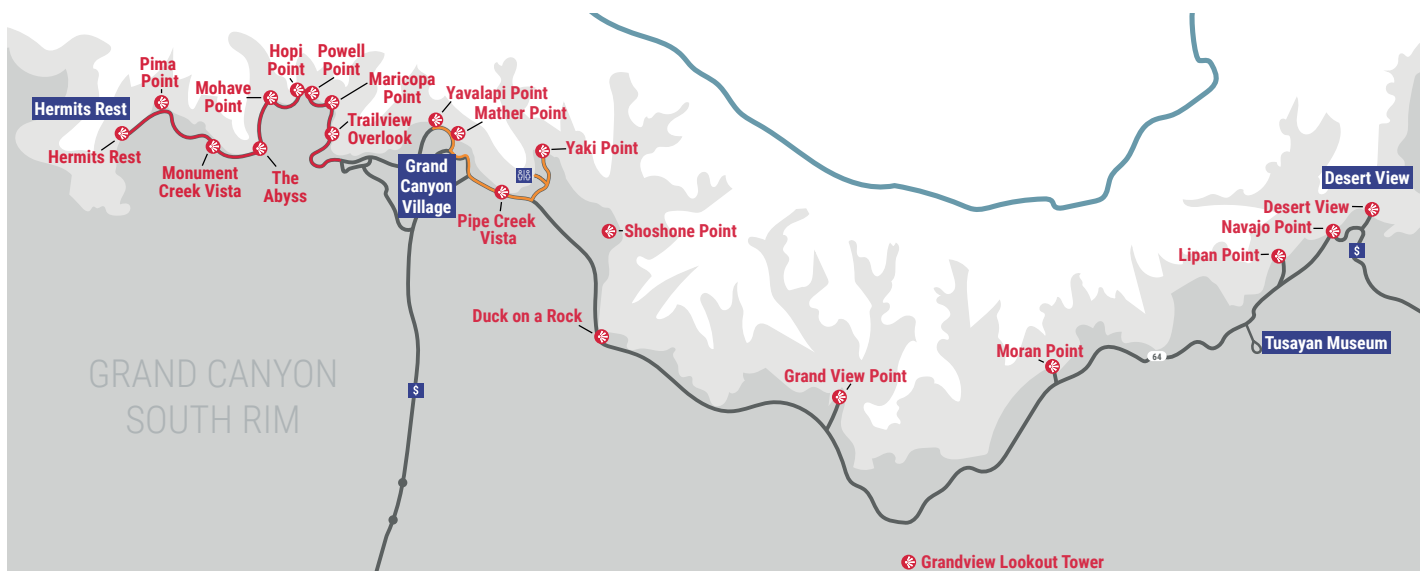 Hopi
Point
Powell
Point
Pima
Point
Mohave
Point
Maricopa
Point
Hermits Rest
Yavalapi Point
Mather Point
Trailview
Overlook
Hermits Rest
Monument
Creek Vista
The
Abyss
Grand
Canyon
Village
Yaki Point
Pipe Creek
Vista
Shoshone Point
Desert View
Desert View
Navajo Point
Lipan Point
$
Duck on a Rock
Tusayan Museum
Moran Point
64
Grand View Point
GRAND CANYON
SOUTH RIM
$
Grandview Lookout Tower